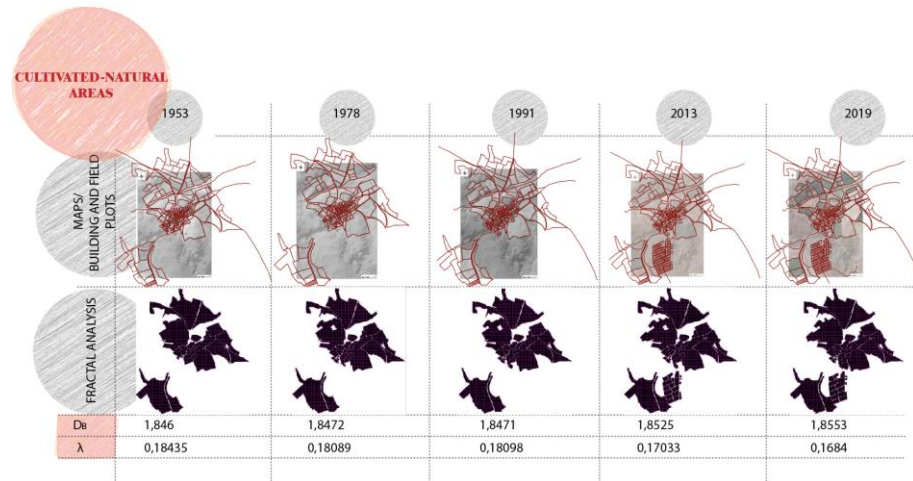 CULTIVATED-NATURAL
AREAS
1953 1978 1991 2013 2019
MAPS/
BUILDING AND FIELD
PLOTS
FRACTAL ANALYSIS
DB 1,846 1,8472 1,8471 1,8525 1,8553
λ 0,18435 0,18089 0,18098 0,17033 0,1684